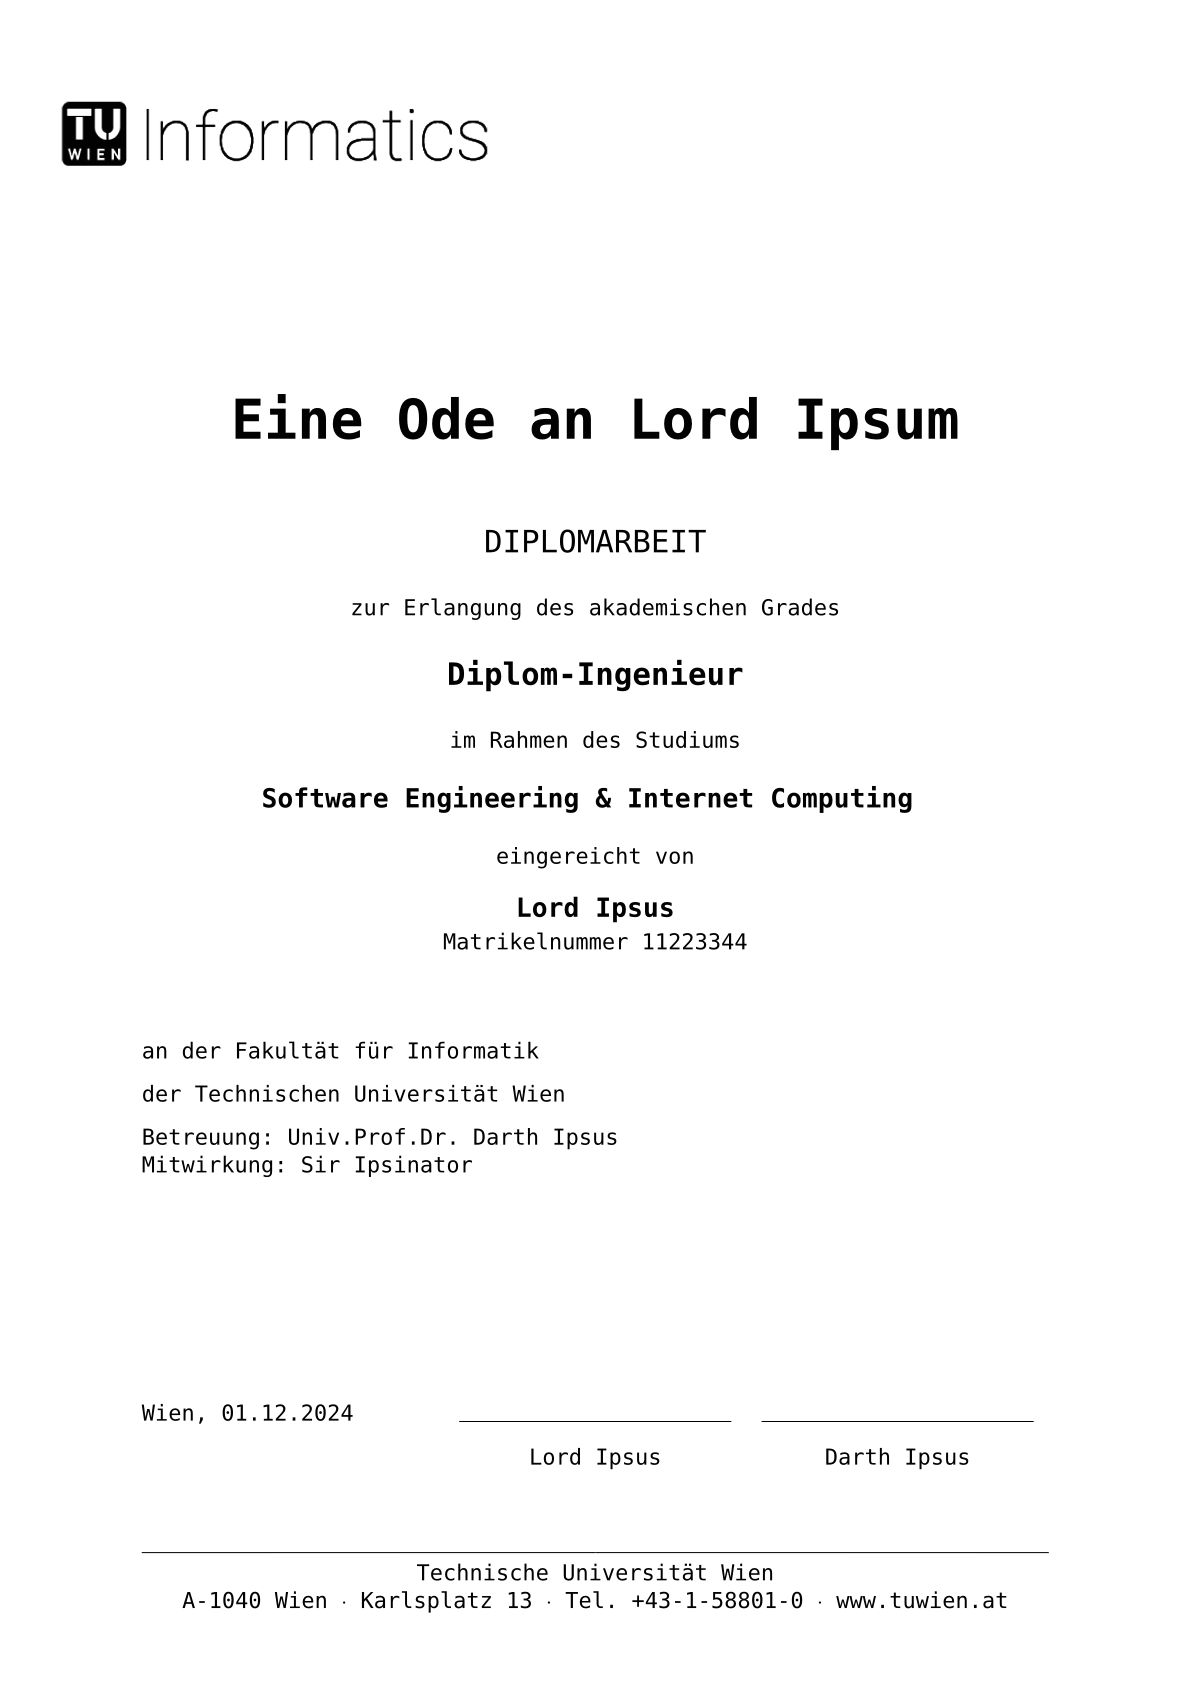 TU
WIEN
Informatics
Eine Ode an Lord Ipsum
DIPLOMARBEIT
zur Erlangung des akademischen Grades
Diplom-Ingenieur
im Rahmen des Studiums
Software Engineering & Internet Computing
eingereicht von
Lord Ipsus
Matrikelnummer 11223344
an der Fakultät für Informatik
der Technischen Universität Wien
Betreuung: Univ.Prof.Dr. Darth Ipsus
Mitwirkung: Sir Ipsinator
Wien, 01.12.2024
Lord Ipsus Darth Ipsus
Technische Universität Wien
A-1040 Wien · Karlsplatz 13 · Tel. +43-1-58801-0 · www.tuwien.at